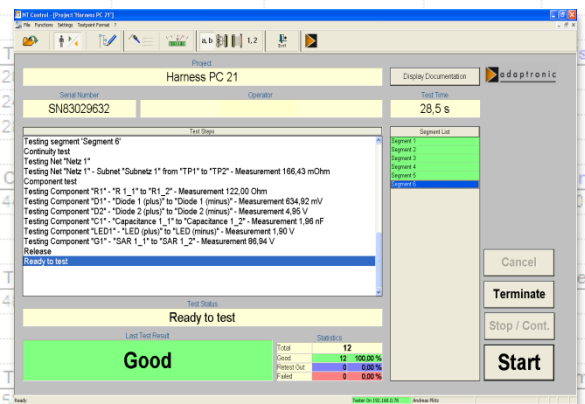 NT Control - [Project 'Harness PC 21']
File Functions Settings Testpoint Format ?
a, b
1, 2
Exit
Project
Harness PC 21
Display Documentation
adaptronic
Serial Number
Operator
Test Time
SN83029632
28,5 s
Test Steps
Segment List
Testing segment 'Segment 6'
Continuity test
Testing Net "Netz 1"
Testing Net "Netz 1" - Subnet "Subnetz 1" from "TP1" to "TP2" - Measurement 166,43 mOhm
Component test
Testing Component "R1" - "R 1_1" to "R1_2" - Measurement 122,00 Ohm
Testing Component "D1" - "Diode 1 (plus)" to "Diode 1 (minus)" - Measurement 634,92 mV
Testing Component "D2" - "Diode 2 (plus)" to "Diode 2 (minus)" - Measurement 4,95 V
Testing Component "C1" - "Capacitance 1_1" to "Capacitance 1_2" - Measurement 1,96 nF
Testing Component "LED1" - "LED (plus)" to "LED (minus)" - Measurement 1,90 V
Testing Component "G1" - "SAR 1_1" to "SAR 1_2" - Measurement 86,94 V
Release
Ready to test
Segment 1
Segment 2
Segment 3
Segment 4
Segment 5
Segment 6
Cancel
Terminate
Stop / Cont.
Start
Test Status
Ready to test
Last Test Result
Good
Statistics
Total 12
Good 12 100,00 %
Retest Out 0 0,00 %
Failed 0 0,00 %
Ready
Tester On 192.168.0.79
Andreas Plötz